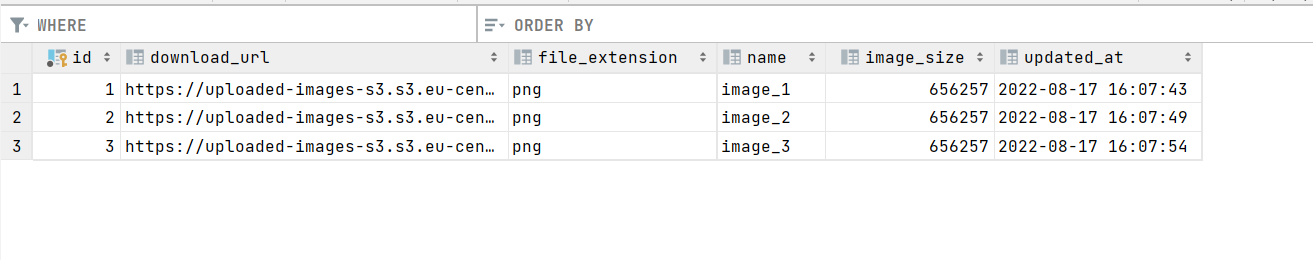 WHERE ORDER BY
id download_url file_extension name image_size updated_at
1 1 https://uploaded-images-s3.s3.eu-cen… png image_1 656257 2022-08-17 16:07:43
2 2 https://uploaded-images-s3.s3.eu-cen… png image_2 656257 2022-08-17 16:07:49
3 3 https://uploaded-images-s3.s3.eu-cen… png image_3 656257 2022-08-17 16:07:54